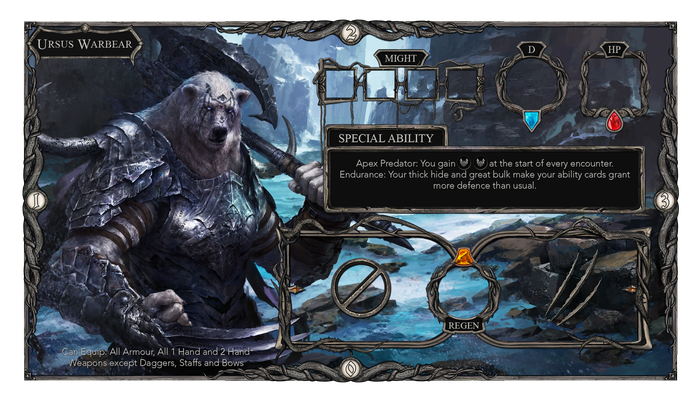 2
URSUS WARBEAR
MIGHT
D
HP
SPECIAL ABILITY
Apex Predator: You gain , at the start of every encounter.
Endurance: Your thick hide and great bulk make your ability cards grant
more defence than usual.
1
3
REGEN
Can Equip: All Armour, All 1 Hand and 2 Hand
Weapons except Daggers, Staffs and Bows
0